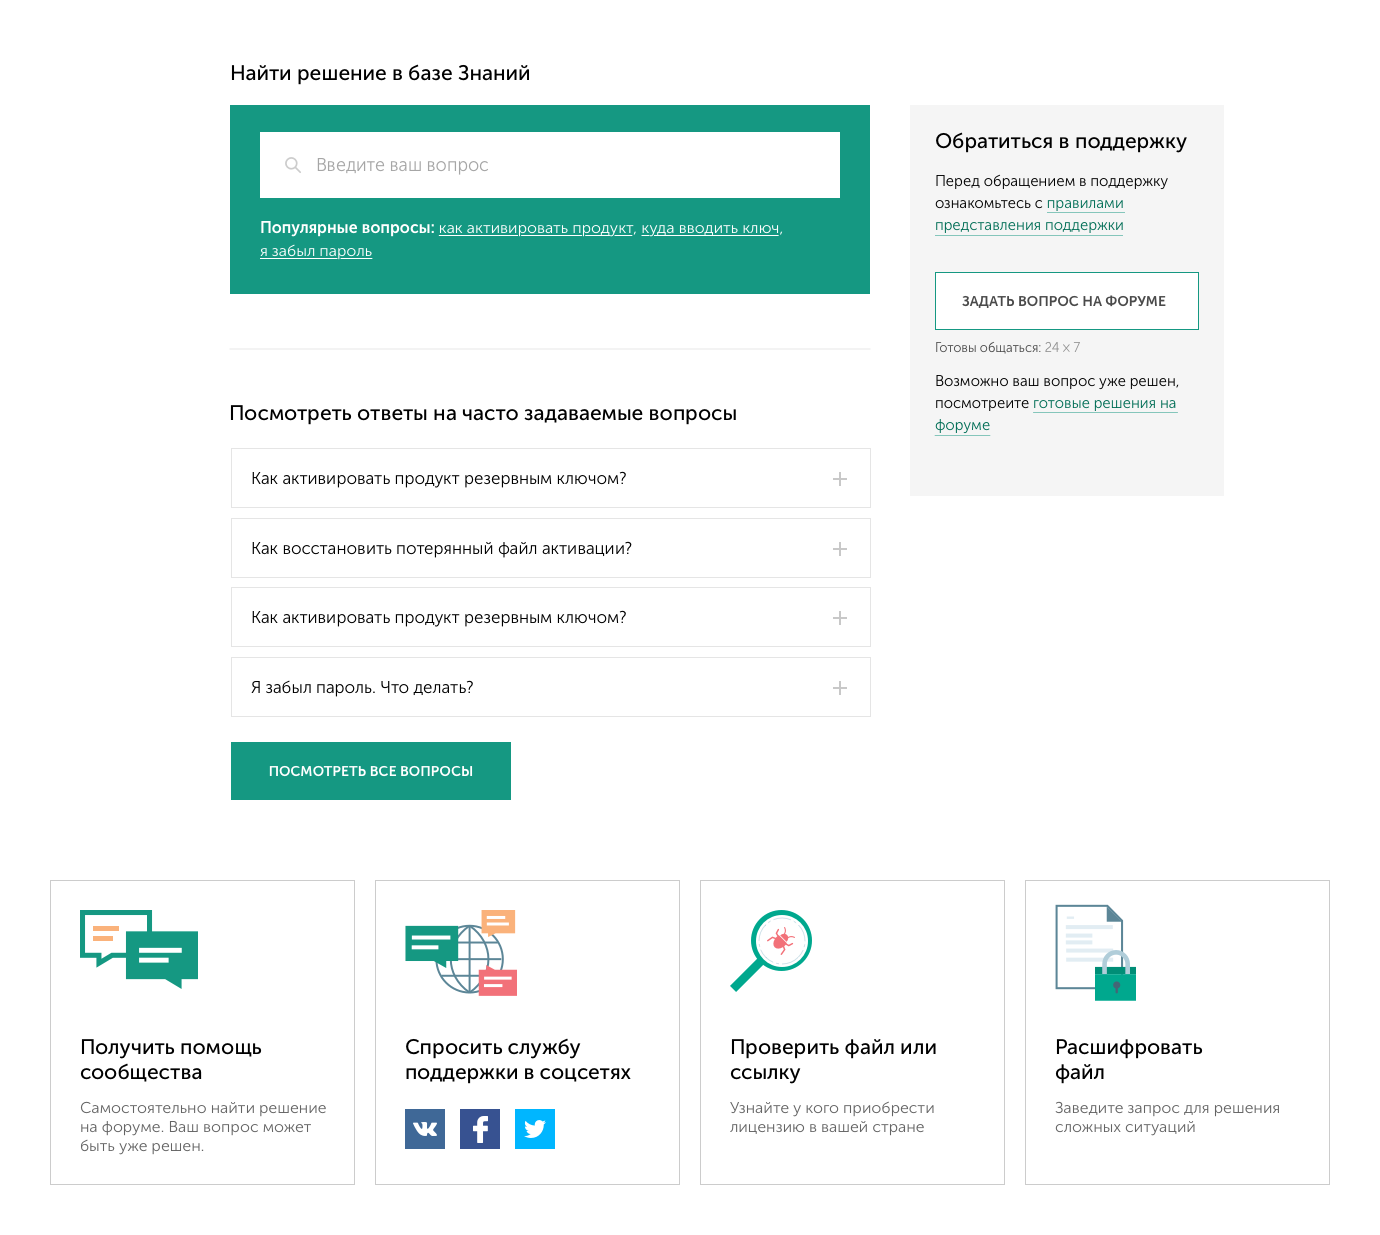 Найти решение в базе Знаний
Введите ваш вопрос
Популярные вопросы: как активировать продукт, куда вводить ключ,
я забыл пароль
Обратиться в поддержку
Перед обращением в поддержку
ознакомьтесь с правилами
представления поддержки
ЗАДАТЬ ВОПРОС НА ФОРУМЕ
Готовы общаться: 24 × 7
Возможно ваш вопрос уже решен,
посмотреите готовые решения на
форуме
Посмотреть ответы на часто задаваемые вопросы
Как активировать продукт резервным ключом?
Как восстановить потерянный файл активации?
Как активировать продукт резервным ключом?
Я забыл пароль. Что делать?
ПОСМОТРЕТЬ ВСЕ ВОПРОСЫ
Получить помощь
сообщества
Самостоятельно найти решение
на форуме. Ваш вопрос может
быть уже решен.
Спросить службу
поддержки в соцсетях
Проверить файл или
ссылку
Узнайте у кого приобрести
лицензию в вашей стране
Расшифровать
файл
Заведите запрос для решения
сложных ситуаций